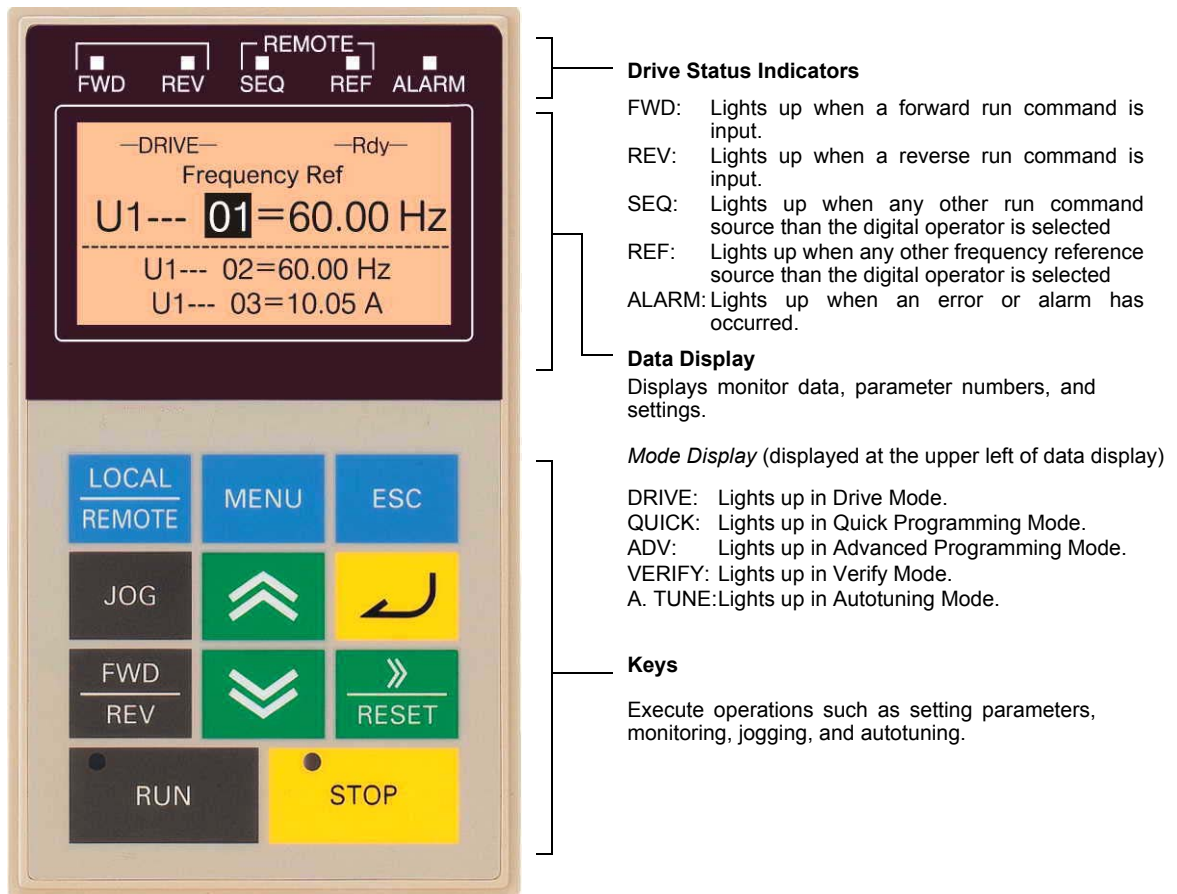 REMOTE
FWD REV SEQ REF ALARM
—DRIVE— —Rdy—
Frequency Ref
U1--- 01=60.00 Hz
U1--- 02=60.00 Hz
U1--- 03=10.05 A
LOCAL
REMOTE
MENU
ESC
JOG
FWD
REV
RESET
RUN
STOP
Drive Status Indicators
FWD: Lights up when a forward run command is
input.
REV: Lights up when a reverse run command is
input.
SEQ: Lights up when any other run command
source than the digital operator is selected
REF: Lights up when any other frequency reference
source than the digital operator is selected
ALARM: Lights up when an error or alarm has
occurred.
Data Display
Displays monitor data, parameter numbers, and
settings.
Mode Display (displayed at the upper left of data display)
DRIVE: Lights up in Drive Mode.
QUICK: Lights up in Quick Programming Mode.
ADV: Lights up in Advanced Programming Mode.
VERIFY: Lights up in Verify Mode.
A. TUNE:Lights up in Autotuning Mode.
Keys
Execute operations such as setting parameters,
monitoring, jogging, and autotuning.